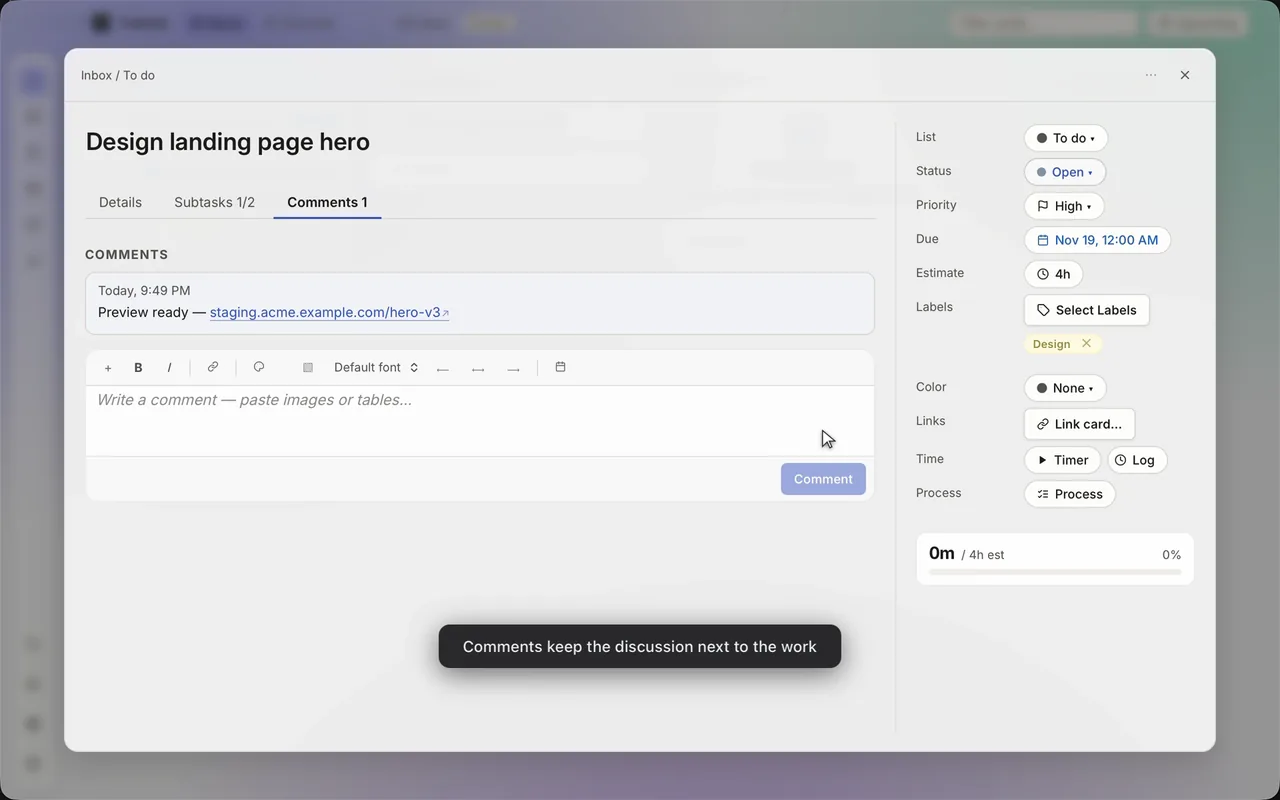 Inbox / To do
Design landing page hero
Details
Subtasks 1/2
Comments 1
COMMENTS
Today, 9:49 PM
Preview ready — staging.acme.example.com/hero-v3
B I Default font
Write a comment — paste images or tables...
Comment
List To do
Status Open
Priority High
Due Nov 19, 12:00 AM
Estimate 4h
Labels Select Labels
Design
Color None
Links Link card...
Time Timer Log
Process Process
0m / 4h est 0%
Comments keep the discussion next to the work